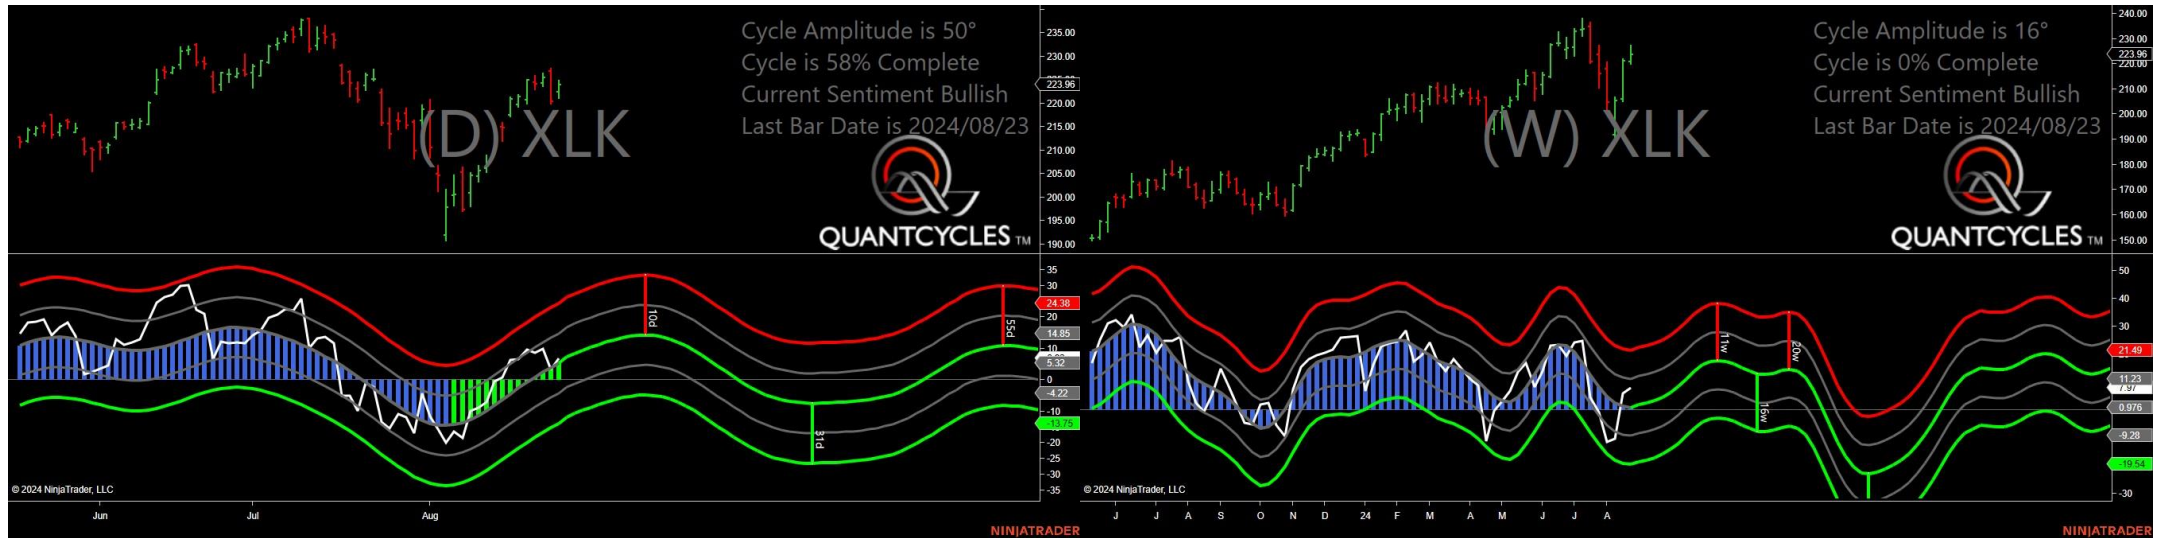 Cycle Amplitude is 50°
Cycle is 58% Complete
Current Sentiment Bullish
Last Bar Date is 2024/08/23
(D) XLK
QUANTCYCLES TM
235.00
230.00
223.96
220.00
215.00
210.00
205.00
200.00
195.00
190.00
35
30
24.38
20
14.85
10
5.32
0
-4.22
-10
-13.75
-20
-25
-30
-35
10d
31d
55d
© 2024 NinjaTrader, LLC
Jun Jul Aug
NINJATRADER
Cycle Amplitude is 16°
Cycle is 0% Complete
Current Sentiment Bullish
Last Bar Date is 2024/08/23
(W) XLK
QUANTCYCLES TM
240.00
230.00
223.96
220.00
210.00
200.00
190.00
180.00
170.00
160.00
150.00
50
40
30
21.49
11.23
7.97
0.976
-9.28
-19.54
-30
11w
16w
20w
© 2024 NinjaTrader, LLC
J J A S O N D 24 F M A M J J A
NINJATRADER